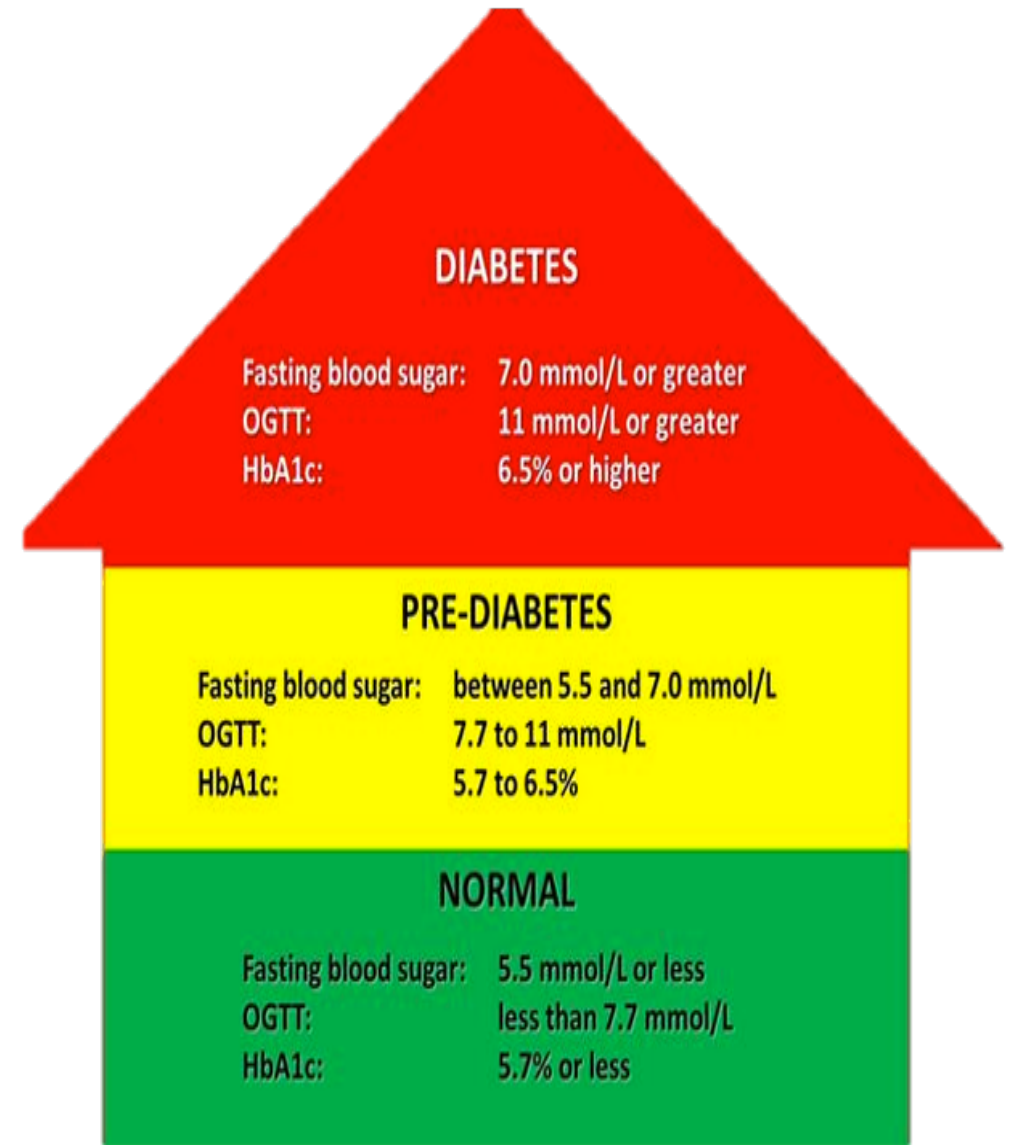 DIABETES
Fasting blood sugar: 7.0 mmol/L or greater
OGTT: 11 mmol/L or greater
HbA1c: 6.5% or higher
PRE-DIABETES
Fasting blood sugar: between 5.5 and 7.0 mmol/L
OGTT: 7.7 to 11 mmol/L
HbA1c: 5.7 to 6.5%
NORMAL
Fasting blood sugar: 5.5 mmol/L or less
OGTT: less than 7.7 mmol/L
HbA1c: 5.7% or less